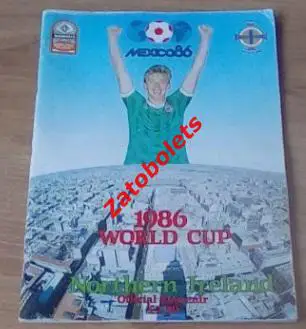 MEXICO86
1986
WORLD CUP
Northern Ireland
Official Souvenir
Zatobolets